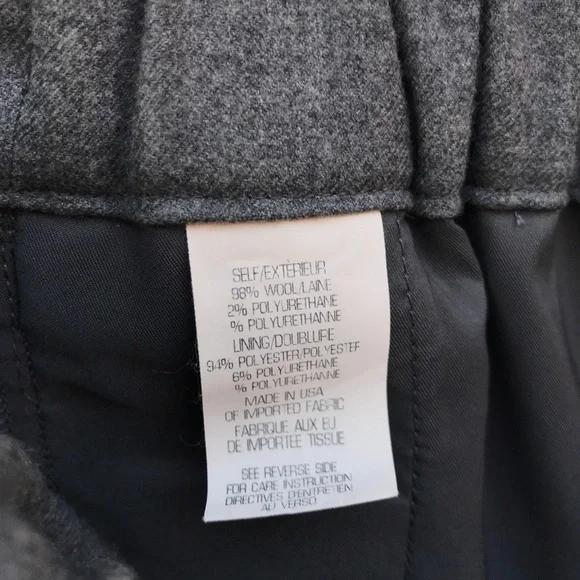 SELF/EXTÈRIEUR
98% WOOL/LAINE
2% POLYURETHANE
% POLYURETHANNE
LINING/DOUBLURE
94% POLYESTER/POLYESTER
6% POLYURETHANE
% POLYURETHANNE
MADE IN USA
OF IMPORTED FABRIC
FABRIQUE AUX EU
DE IMPORTEE TISSUE
SEE REVERSE SIDE
FOR CARE INSTRUCTION
DIRECTIVES D'ENTRETIEN
AU VERSO